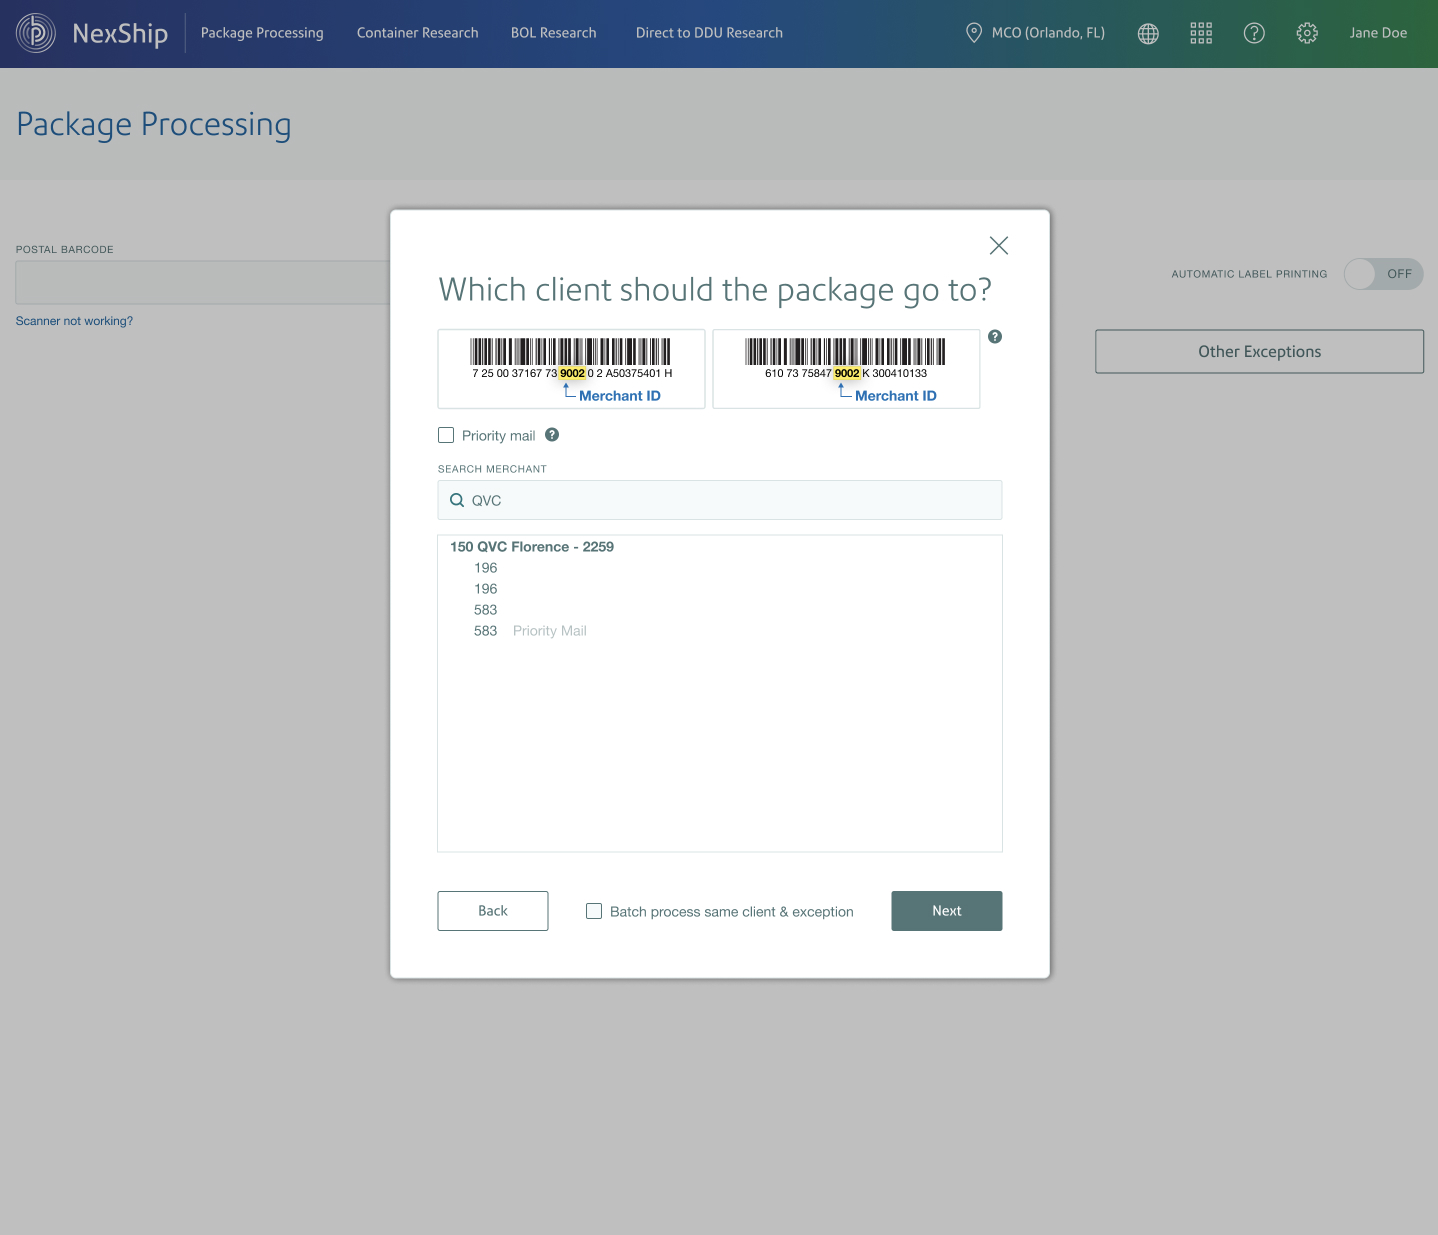 NexShip
Package Processing
Container Research
BOL Research
Direct to DDU Research
MCO (Orlando, FL)
Jane Doe
Package Processing
POSTAL BARCODE
Scanner not working?
AUTOMATIC LABEL PRINTING
OFF
Other Exceptions
Which client should the package go to?
7 25 00 37167 73 9002 0 2 A50375401 H
Merchant ID
610 73 75847 9002 K 300410133
Merchant ID
?
Priority mail ?
SEARCH MERCHANT
QVC
150 QVC Florence - 2259
196
196
583
583 Priority Mail
Back
Batch process same client & exception
Next